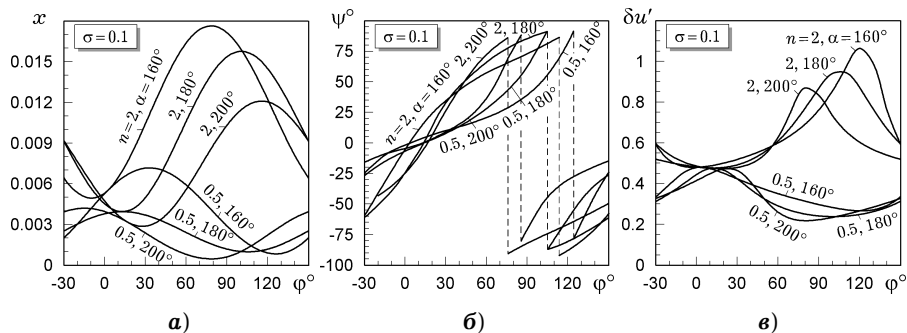 x
0.015
0.012
0.009
0.006
0.003
0
-30 0 30 60 90 120 φ°
σ = 0.1
n = 2, α = 160°
2, 180°
2, 200°
0.5, 160°
0.5, 180°
0.5, 200°
а)
ψ°
75
50
25
0
-25
-50
-75
-100
-30 0 30 60 90 120 φ°
σ = 0.1
n = 2, α = 160°
2, 200°
2, 180°
0.5, 160°
0.5, 200°
0.5, 180°
б)
δu′
1
0.8
0.6
0.4
0.2
0
-30 0 30 60 90 120 φ°
σ = 0.1
n = 2, α = 160°
2, 180°
2, 200°
0.5, 160°
0.5, 200°
0.5, 180°
в)